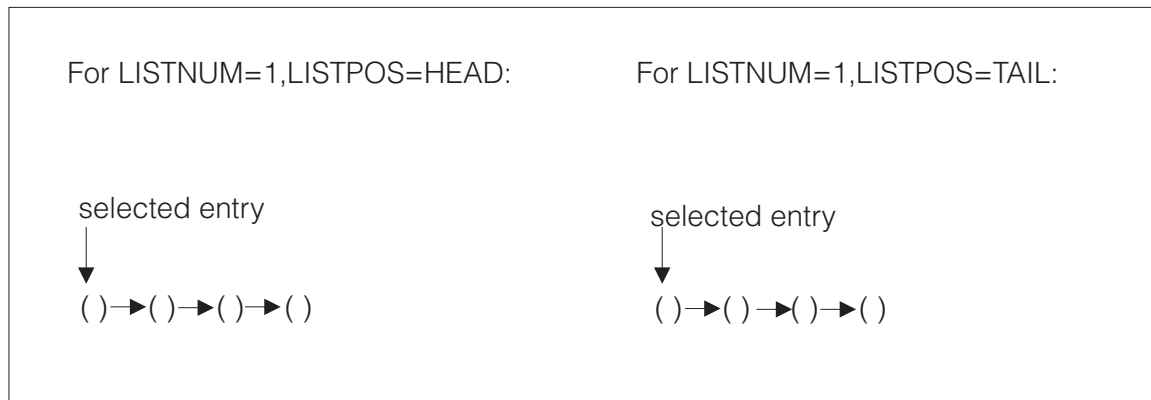 For LISTNUM=1,LISTPOS=HEAD:
For LISTNUM=1,LISTPOS=TAIL:
selected entry
selected entry
( ) ( ) ( ) ( )
( ) ( ) ( ) ( )